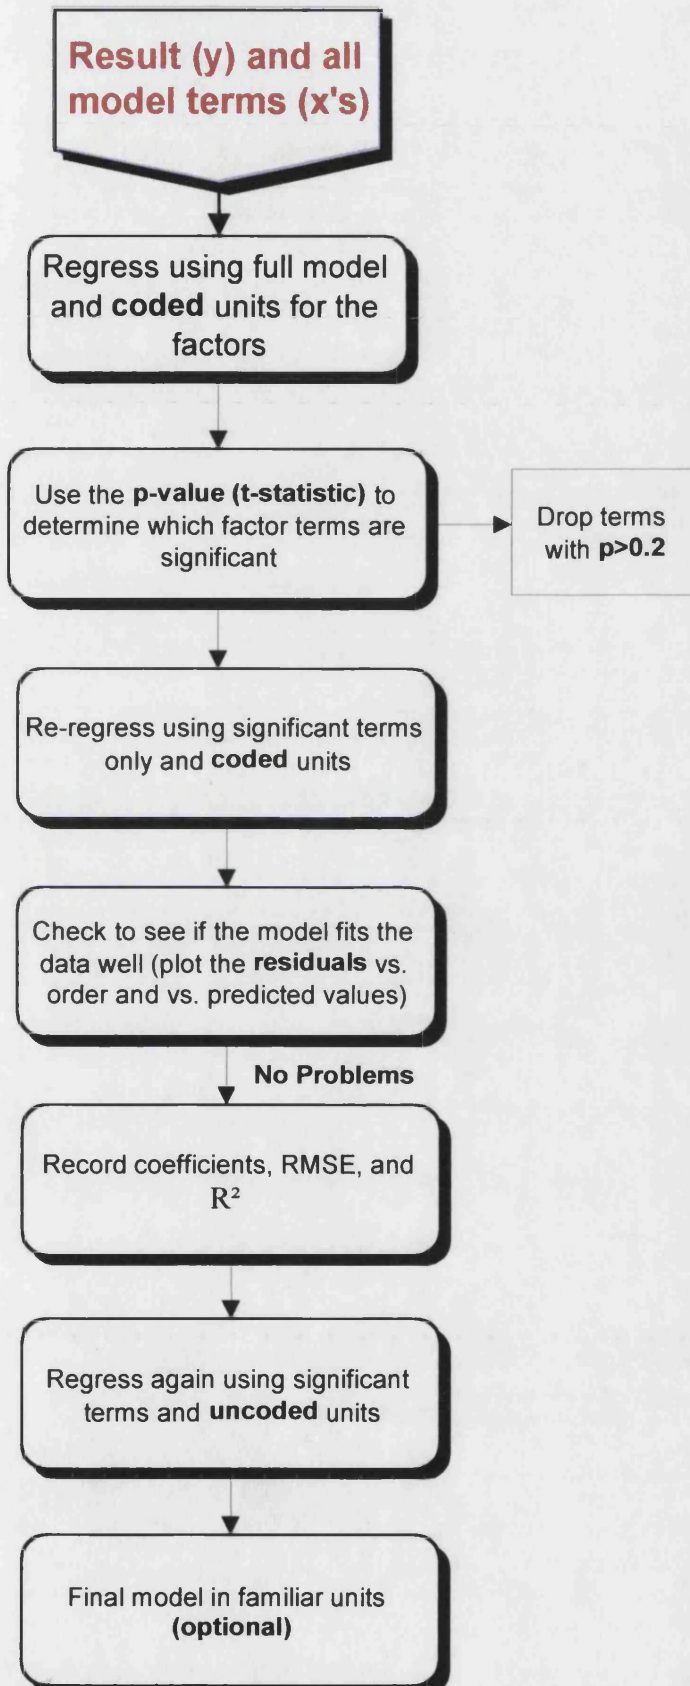 Result (y) and all
model terms (x's)
Regress using full model
and coded units for the
factors
Use the p-value (t-statistic) to
determine which factor terms are
significant
Drop terms
with p>0.2
Re-regress using significant terms
only and coded units
Check to see if the model fits the
data well (plot the residuals vs.
order and vs. predicted values)
No Problems
Record coefficients, RMSE, and
R²
Regress again using significant
terms and uncoded units
Final model in familiar units
(optional)